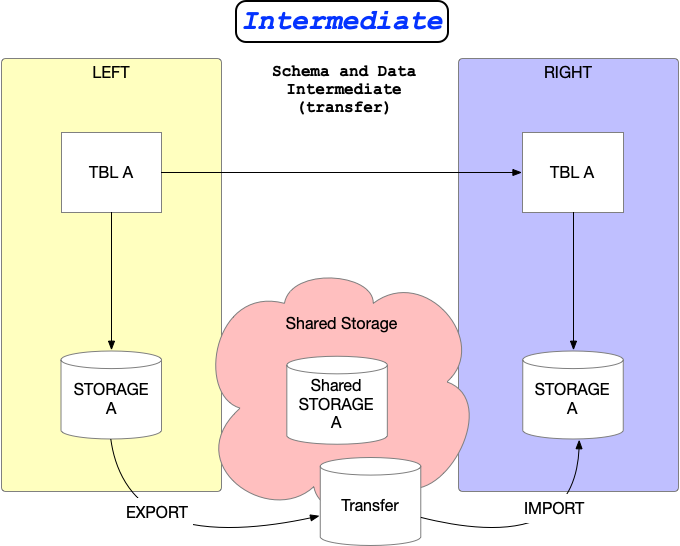 Intermediate
LEFT
Schema and Data
Intermediate
(transfer)
RIGHT
TBL A
TBL A
Shared Storage
STORAGE
A
Shared
STORAGE
A
STORAGE
A
Transfer
EXPORT
IMPORT